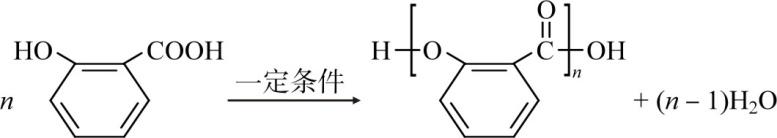 n HO COOH 一定条件 H [ O C O ]n OH + (n − 1)H2O